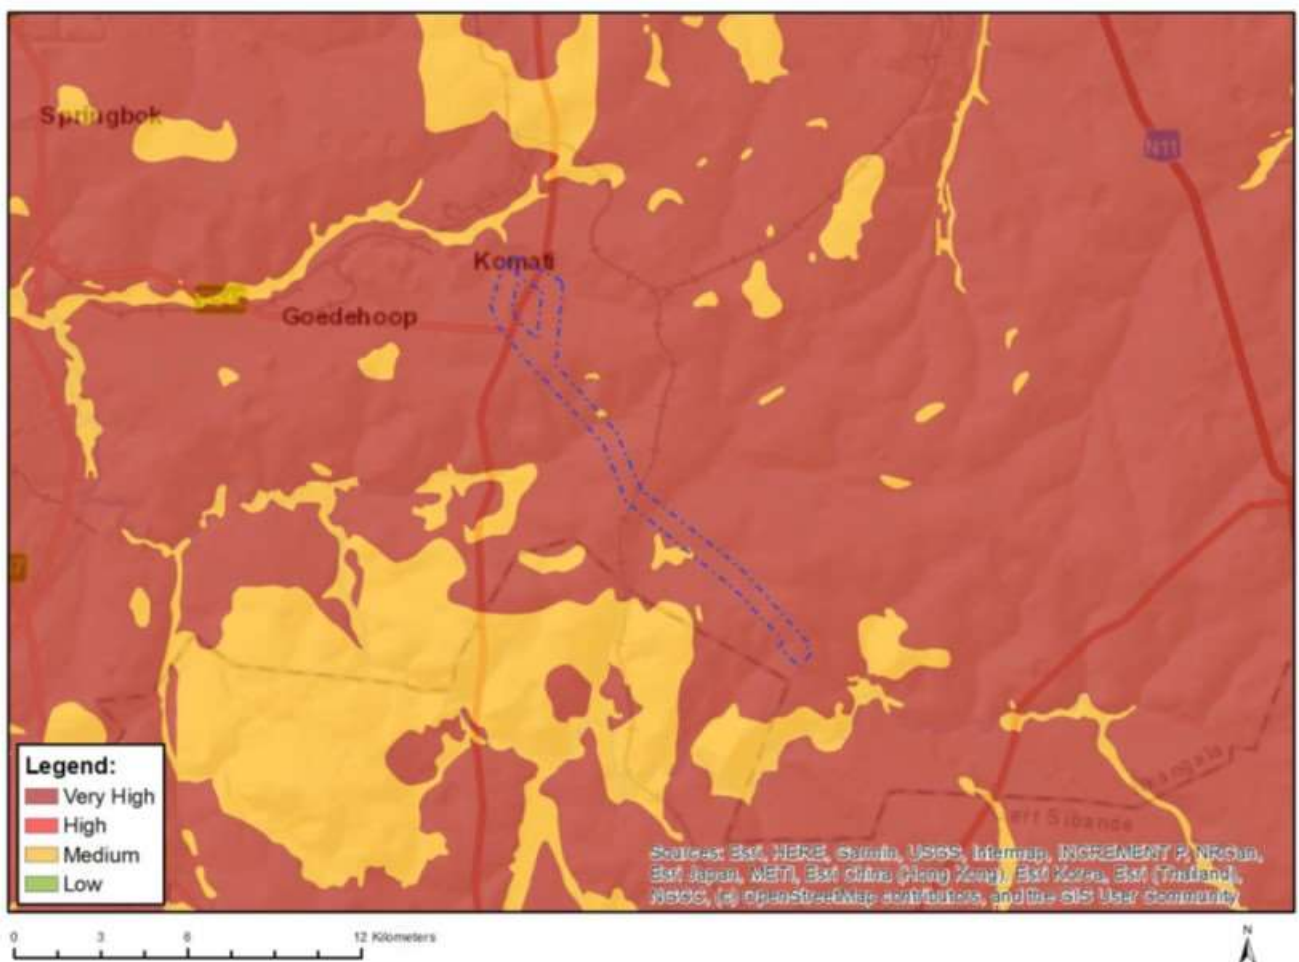 Springbok
N11
Komati
Goedehoop
Legend:
Very High
High
Medium
Low
ert Sibande
Sources: Esri, HERE, Garmin, USGS, Intermap, INCREMENT P, NRCan,
Esri Japan, METI, Esri China (Hong Kong), Esri Korea, Esri (Thailand),
NGCC, (c) OpenStreetMap contributors, and the GIS User Community
0 3 6 12 Kilometers
N